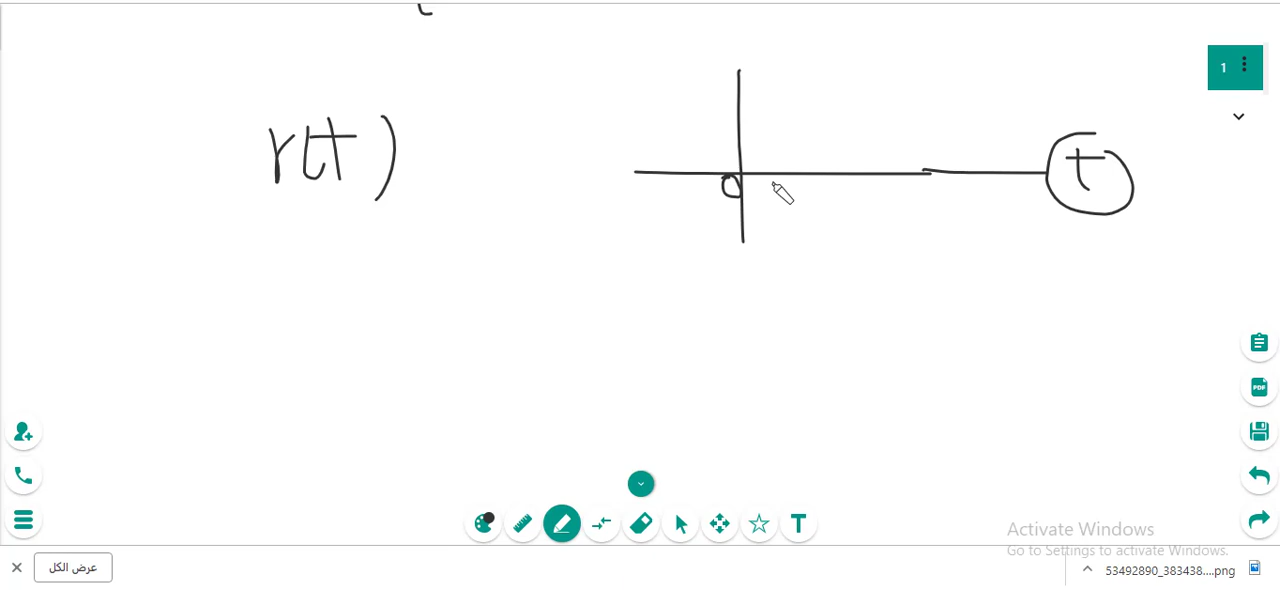 1
r(t)
t
0
T
PDF
Activate Windows
Go to Settings to activate Windows.
عرض الكل
53492890_383438....png